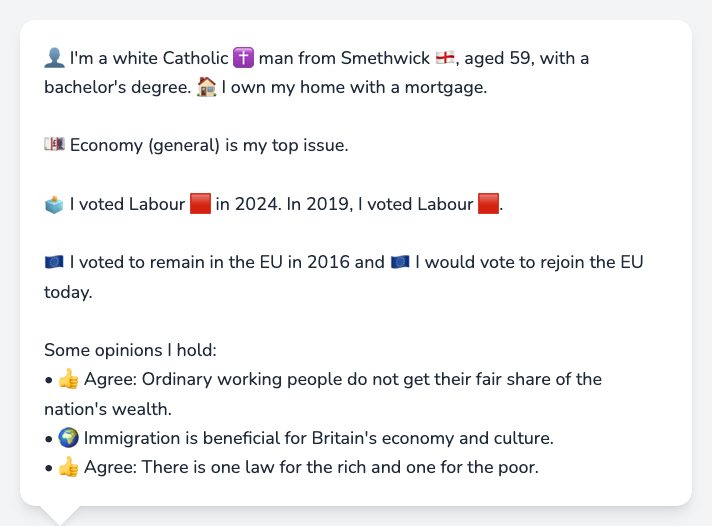 👤 I'm a white Catholic ✝️ man from Smethwick 🏴󠁧󠁢󠁥󠁮󠁧󠁿, aged 59, with a
bachelor's degree. 🏠 I own my home with a mortgage.
💷 Economy (general) is my top issue.
🗳️ I voted Labour 🟥 in 2024. In 2019, I voted Labour 🟥.
🇪🇺 I voted to remain in the EU in 2016 and 🇪🇺 I would vote to rejoin the EU
today.
Some opinions I hold:
• 👍 Agree: Ordinary working people do not get their fair share of the
nation's wealth.
• 🌍 Immigration is beneficial for Britain's economy and culture.
• 👍 Agree: There is one law for the rich and one for the poor.